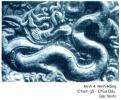 Hình 4. Hình Rồng
(Chạm gỗ - Chùa Dâu,
Bắc Ninh)